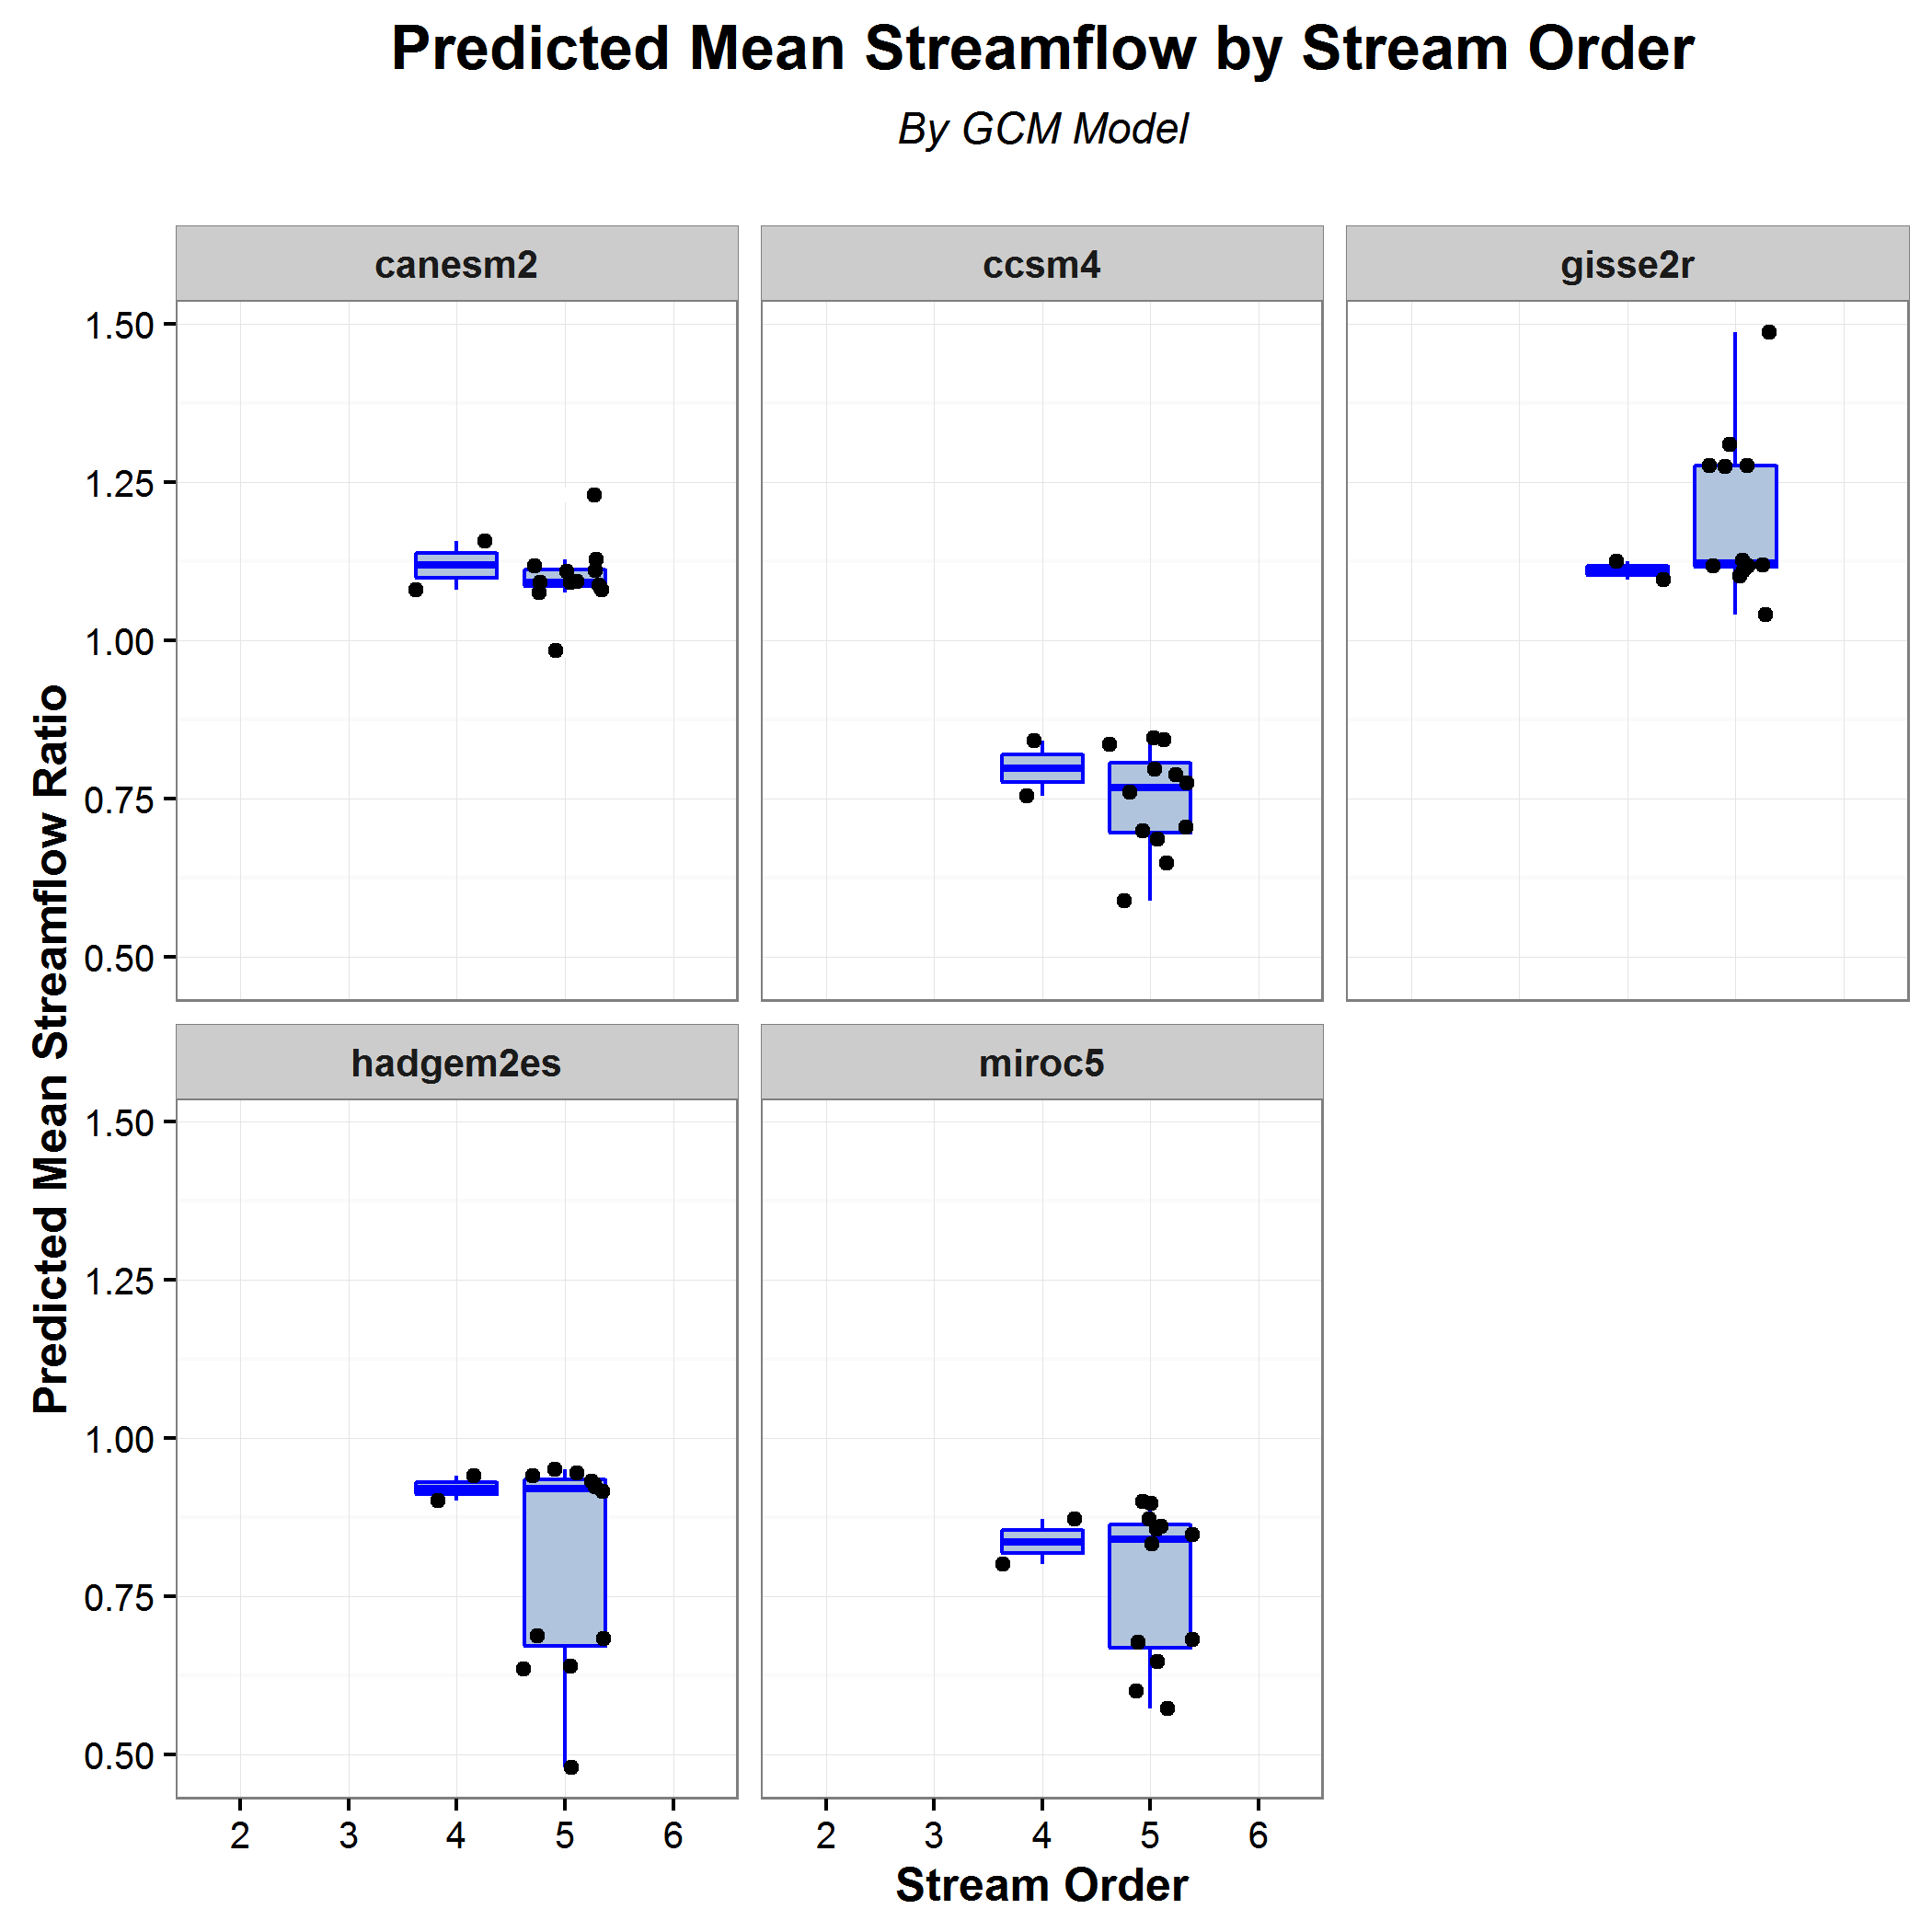 Predicted Mean Streamflow by Stream Order
By GCM Model
canesm2
ccsm4
gisse2r
1.50
1.25
1.00
0.75
0.50
Predicted Mean Streamflow Ratio
hadgem2es
miroc5
1.50
1.25
1.00
0.75
0.50
2 3 4 5 6
2 3 4 5 6
Stream Order